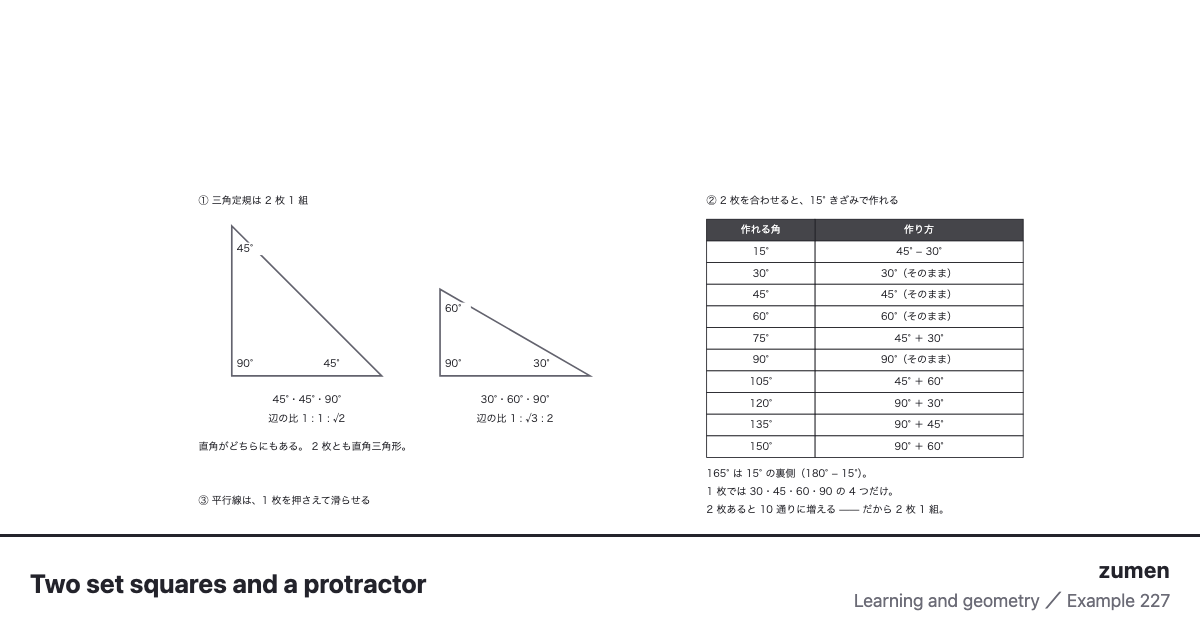 ① 三角定規は 2 枚 1 組
45°
90°
45°
45°・45°・90°
辺の比 1 : 1 : √2
60°
90°
30°
30°・60°・90°
辺の比 1 : √3 : 2
直角がどちらにもある。 2 枚とも直角三角形。
③ 平行線は、1 枚を押さえて滑らせる
② 2 枚を合わせると、15° きざみで作れる
作れる角 作り方
15° 45° − 30°
30° 30°（そのまま）
45° 45°（そのまま）
60° 60°（そのまま）
75° 45° + 30°
90° 90°（そのまま）
105° 45° + 60°
120° 90° + 30°
135° 90° + 45°
150° 90° + 60°
165° は 15° の裏側（180° − 15°）。
1 枚では 30・45・60・90 の 4 つだけ。
2 枚あると 10 通りに増える —— だから 2 枚 1 組。
Two set squares and a protractor
zumen
Learning and geometry ／ Example 227